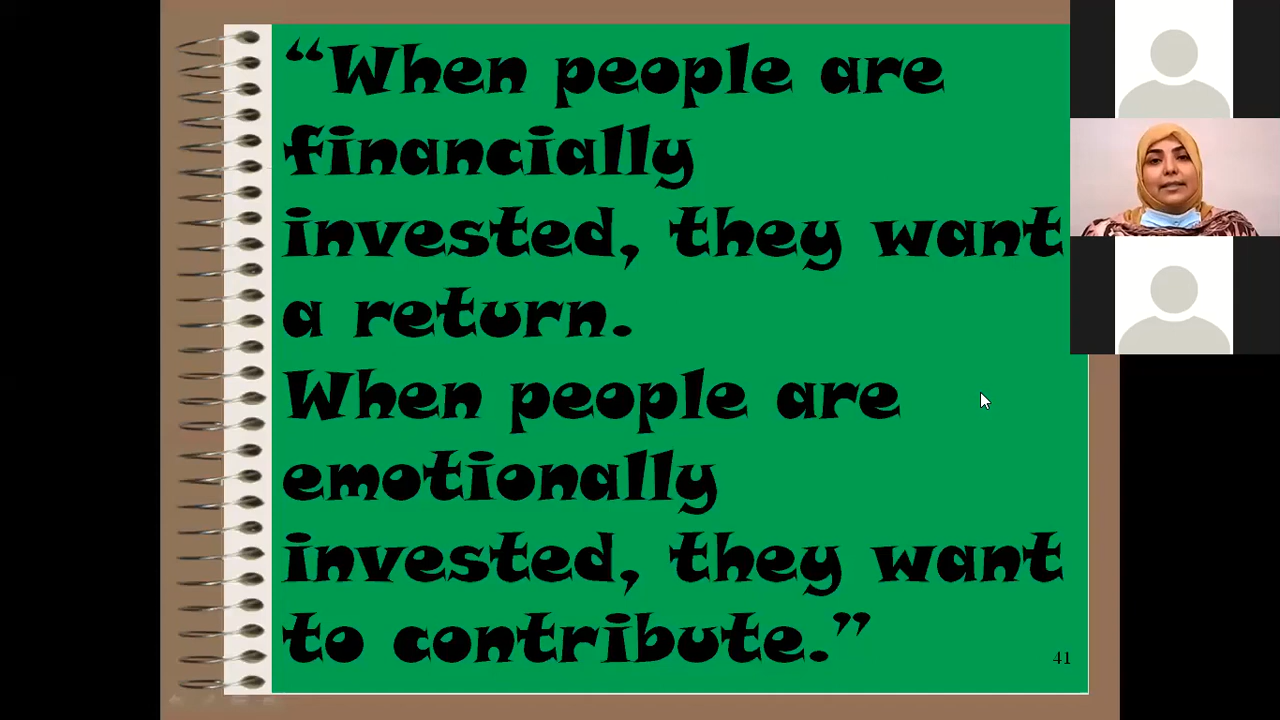 “When people are
financially
invested, they want
a return.
When people are
emotionally
invested, they want
to contribute.”
41